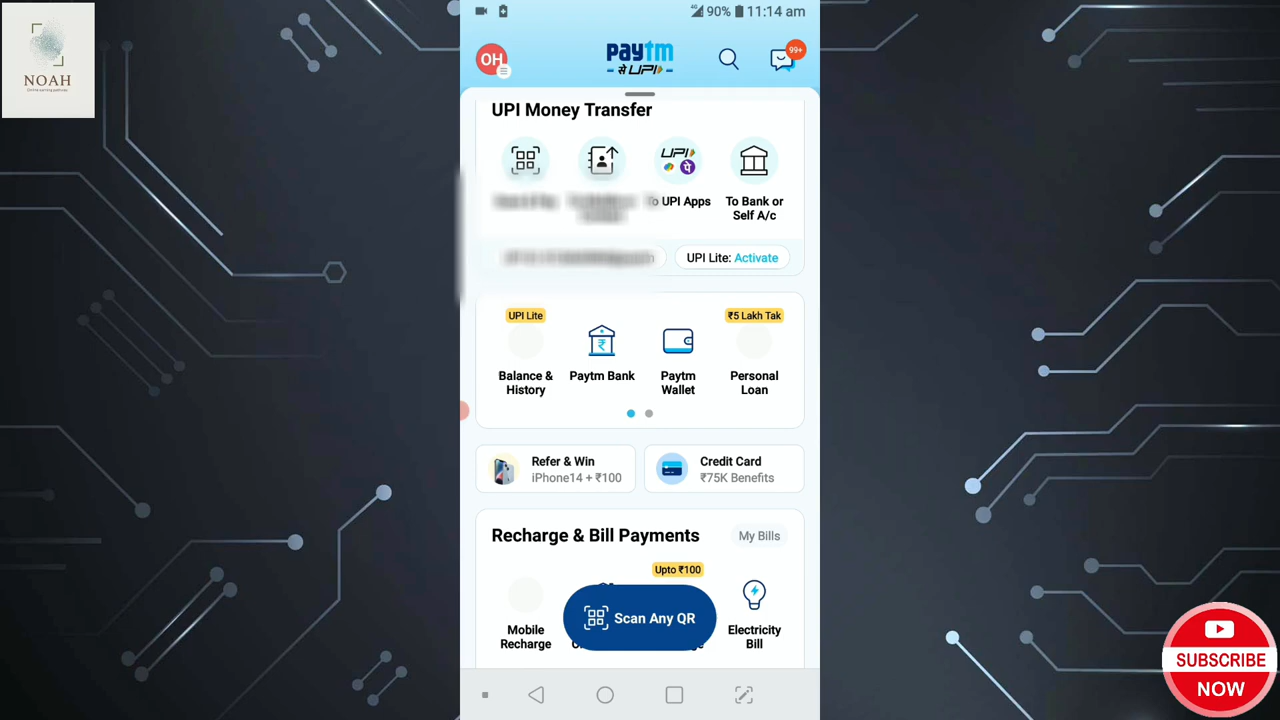 NOAH
Online earning pathway
90% 11:14 am
OH
paytm
से UPI
99+
UPI Money Transfer
UPI
To UPI Apps
To Bank or
Self A/c
UPI Lite: Activate
UPI Lite
₹5 Lakh Tak
Balance &
History
Paytm Bank
Paytm
Wallet
Personal
Loan
Refer & Win
iPhone14 + ₹100
Credit Card
₹75K Benefits
Recharge & Bill Payments
My Bills
Upto ₹100
Scan Any QR
Mobile
Recharge
Electricity
Bill
SUBSCRIBE
NOW